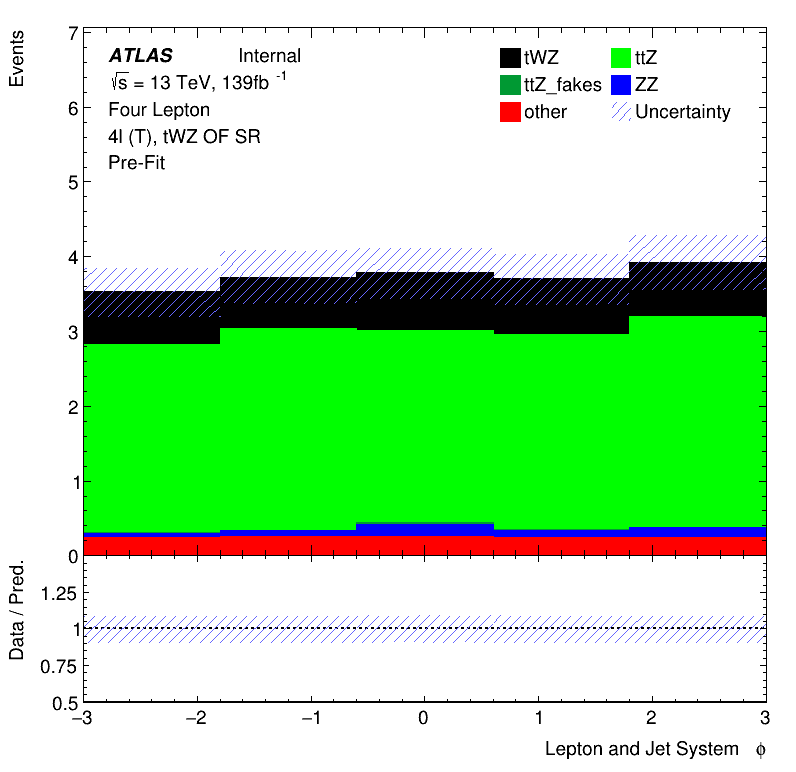 Events
7
6
5
4
3
2
1
0
ATLAS Internal
√s = 13 TeV, 139fb -1
Four Lepton
4l (T), tWZ OF SR
Pre-Fit
tWZ
ttZ
ttZ_fakes
ZZ
other
Uncertainty
Data / Pred.
1.25
1
0.75
0.5
−3 −2 −1 0 1 2 3
Lepton and Jet System ϕ